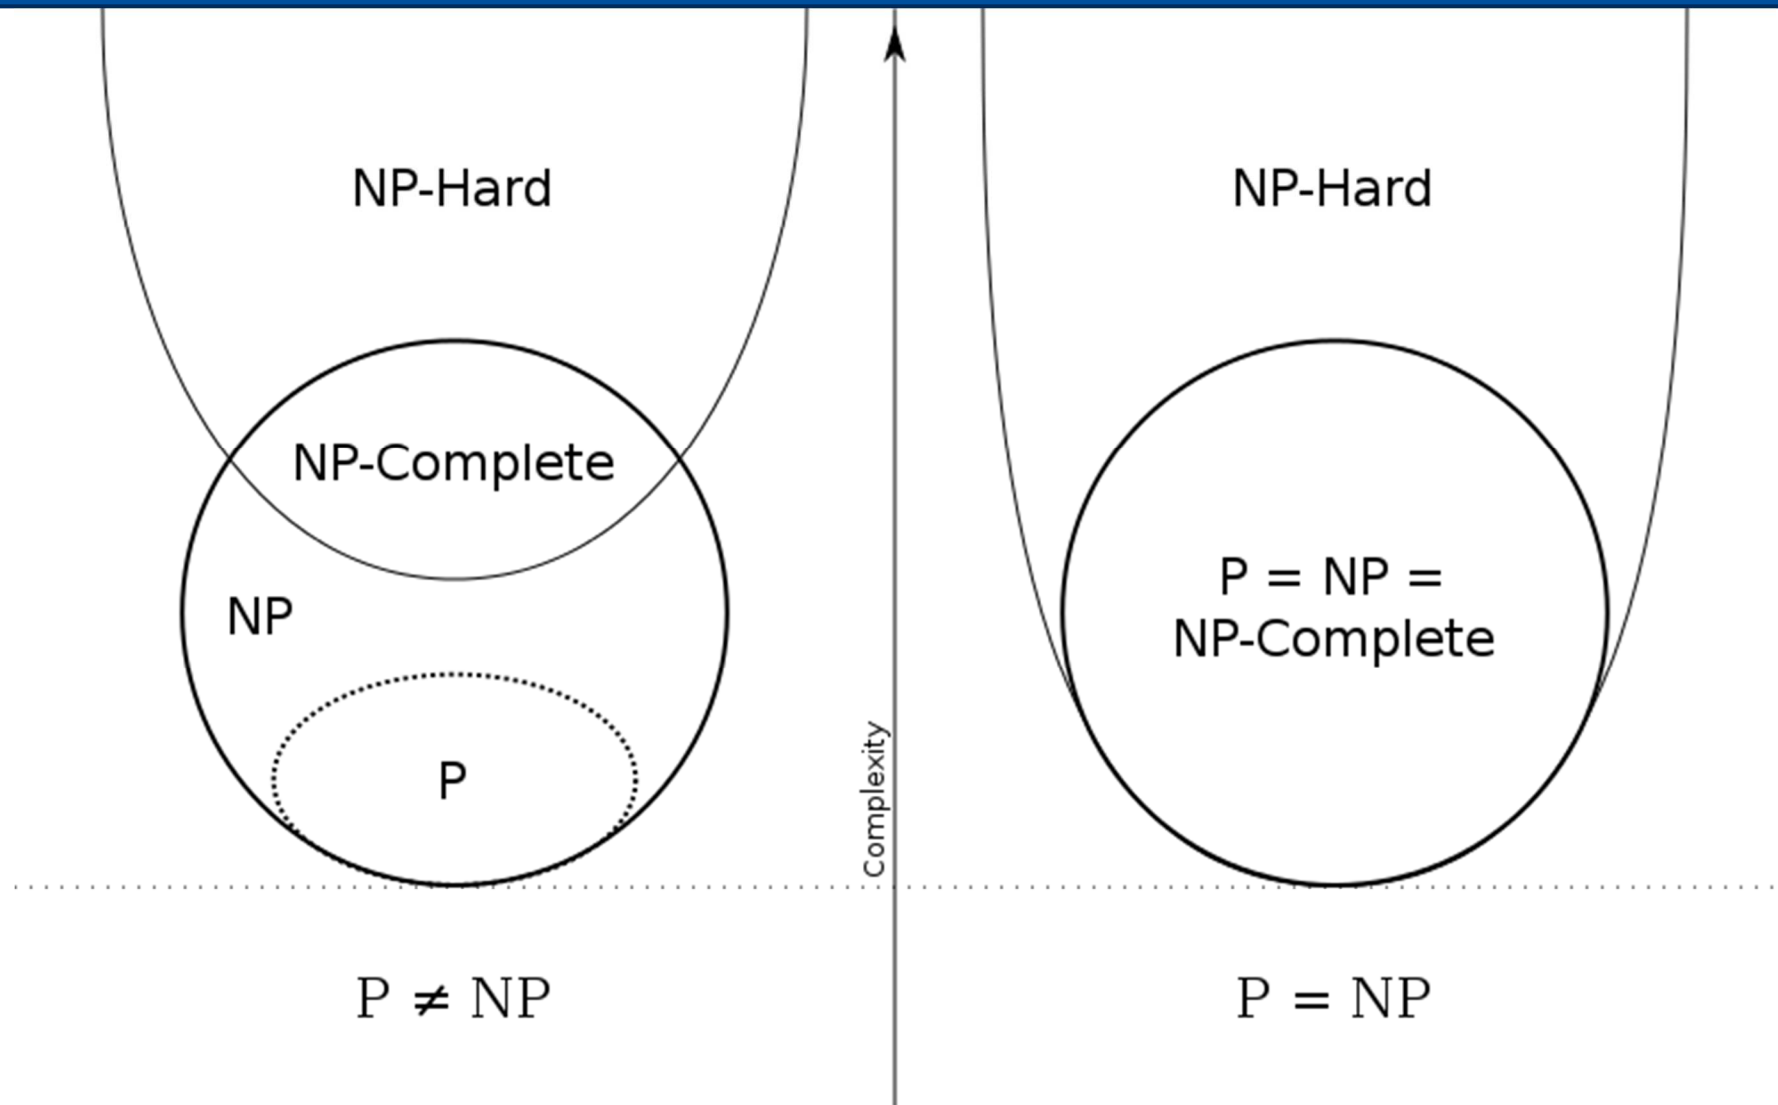 NP-Hard
NP-Complete
NP
P
P ≠ NP
Complexity
NP-Hard
P = NP =
NP-Complete
P = NP